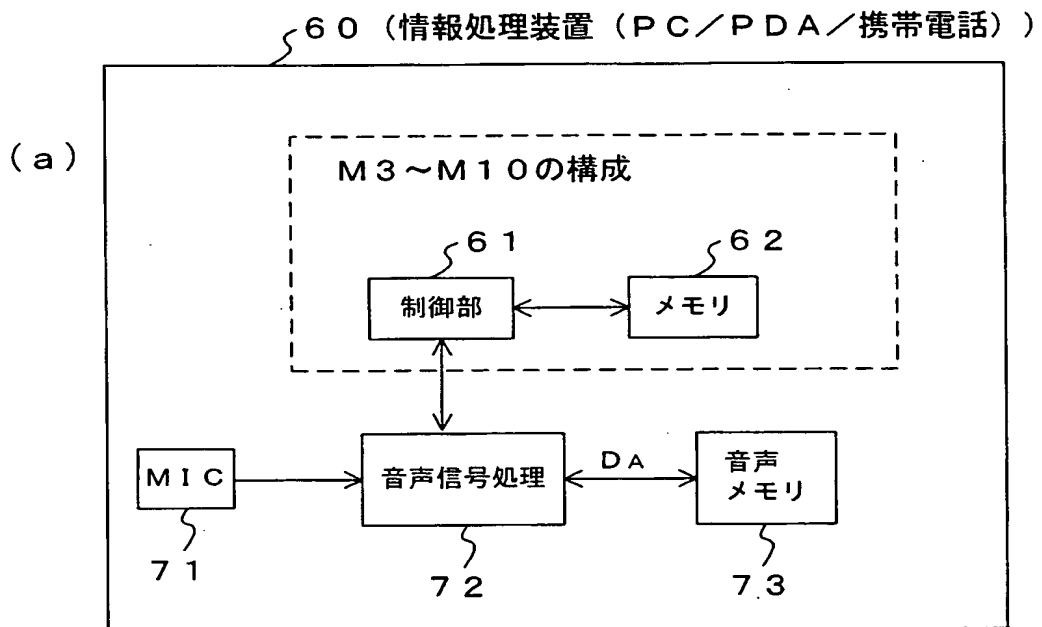 60（情報処理装置（PC／PDA／携帯電話））
（a）
M3～M10の構成
61
62
制御部
メモリ
MIC
音声信号処理
DA
音声
メモリ
71
72
73